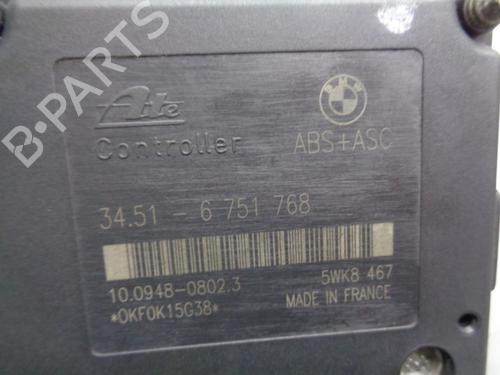 B-PARTS
Ate
BMW
Controller ABS+ASC
34.51 - 6 751 768
10.0948-0802.3 5WK8 467
*0KF0K15G38* MADE IN FRANCE